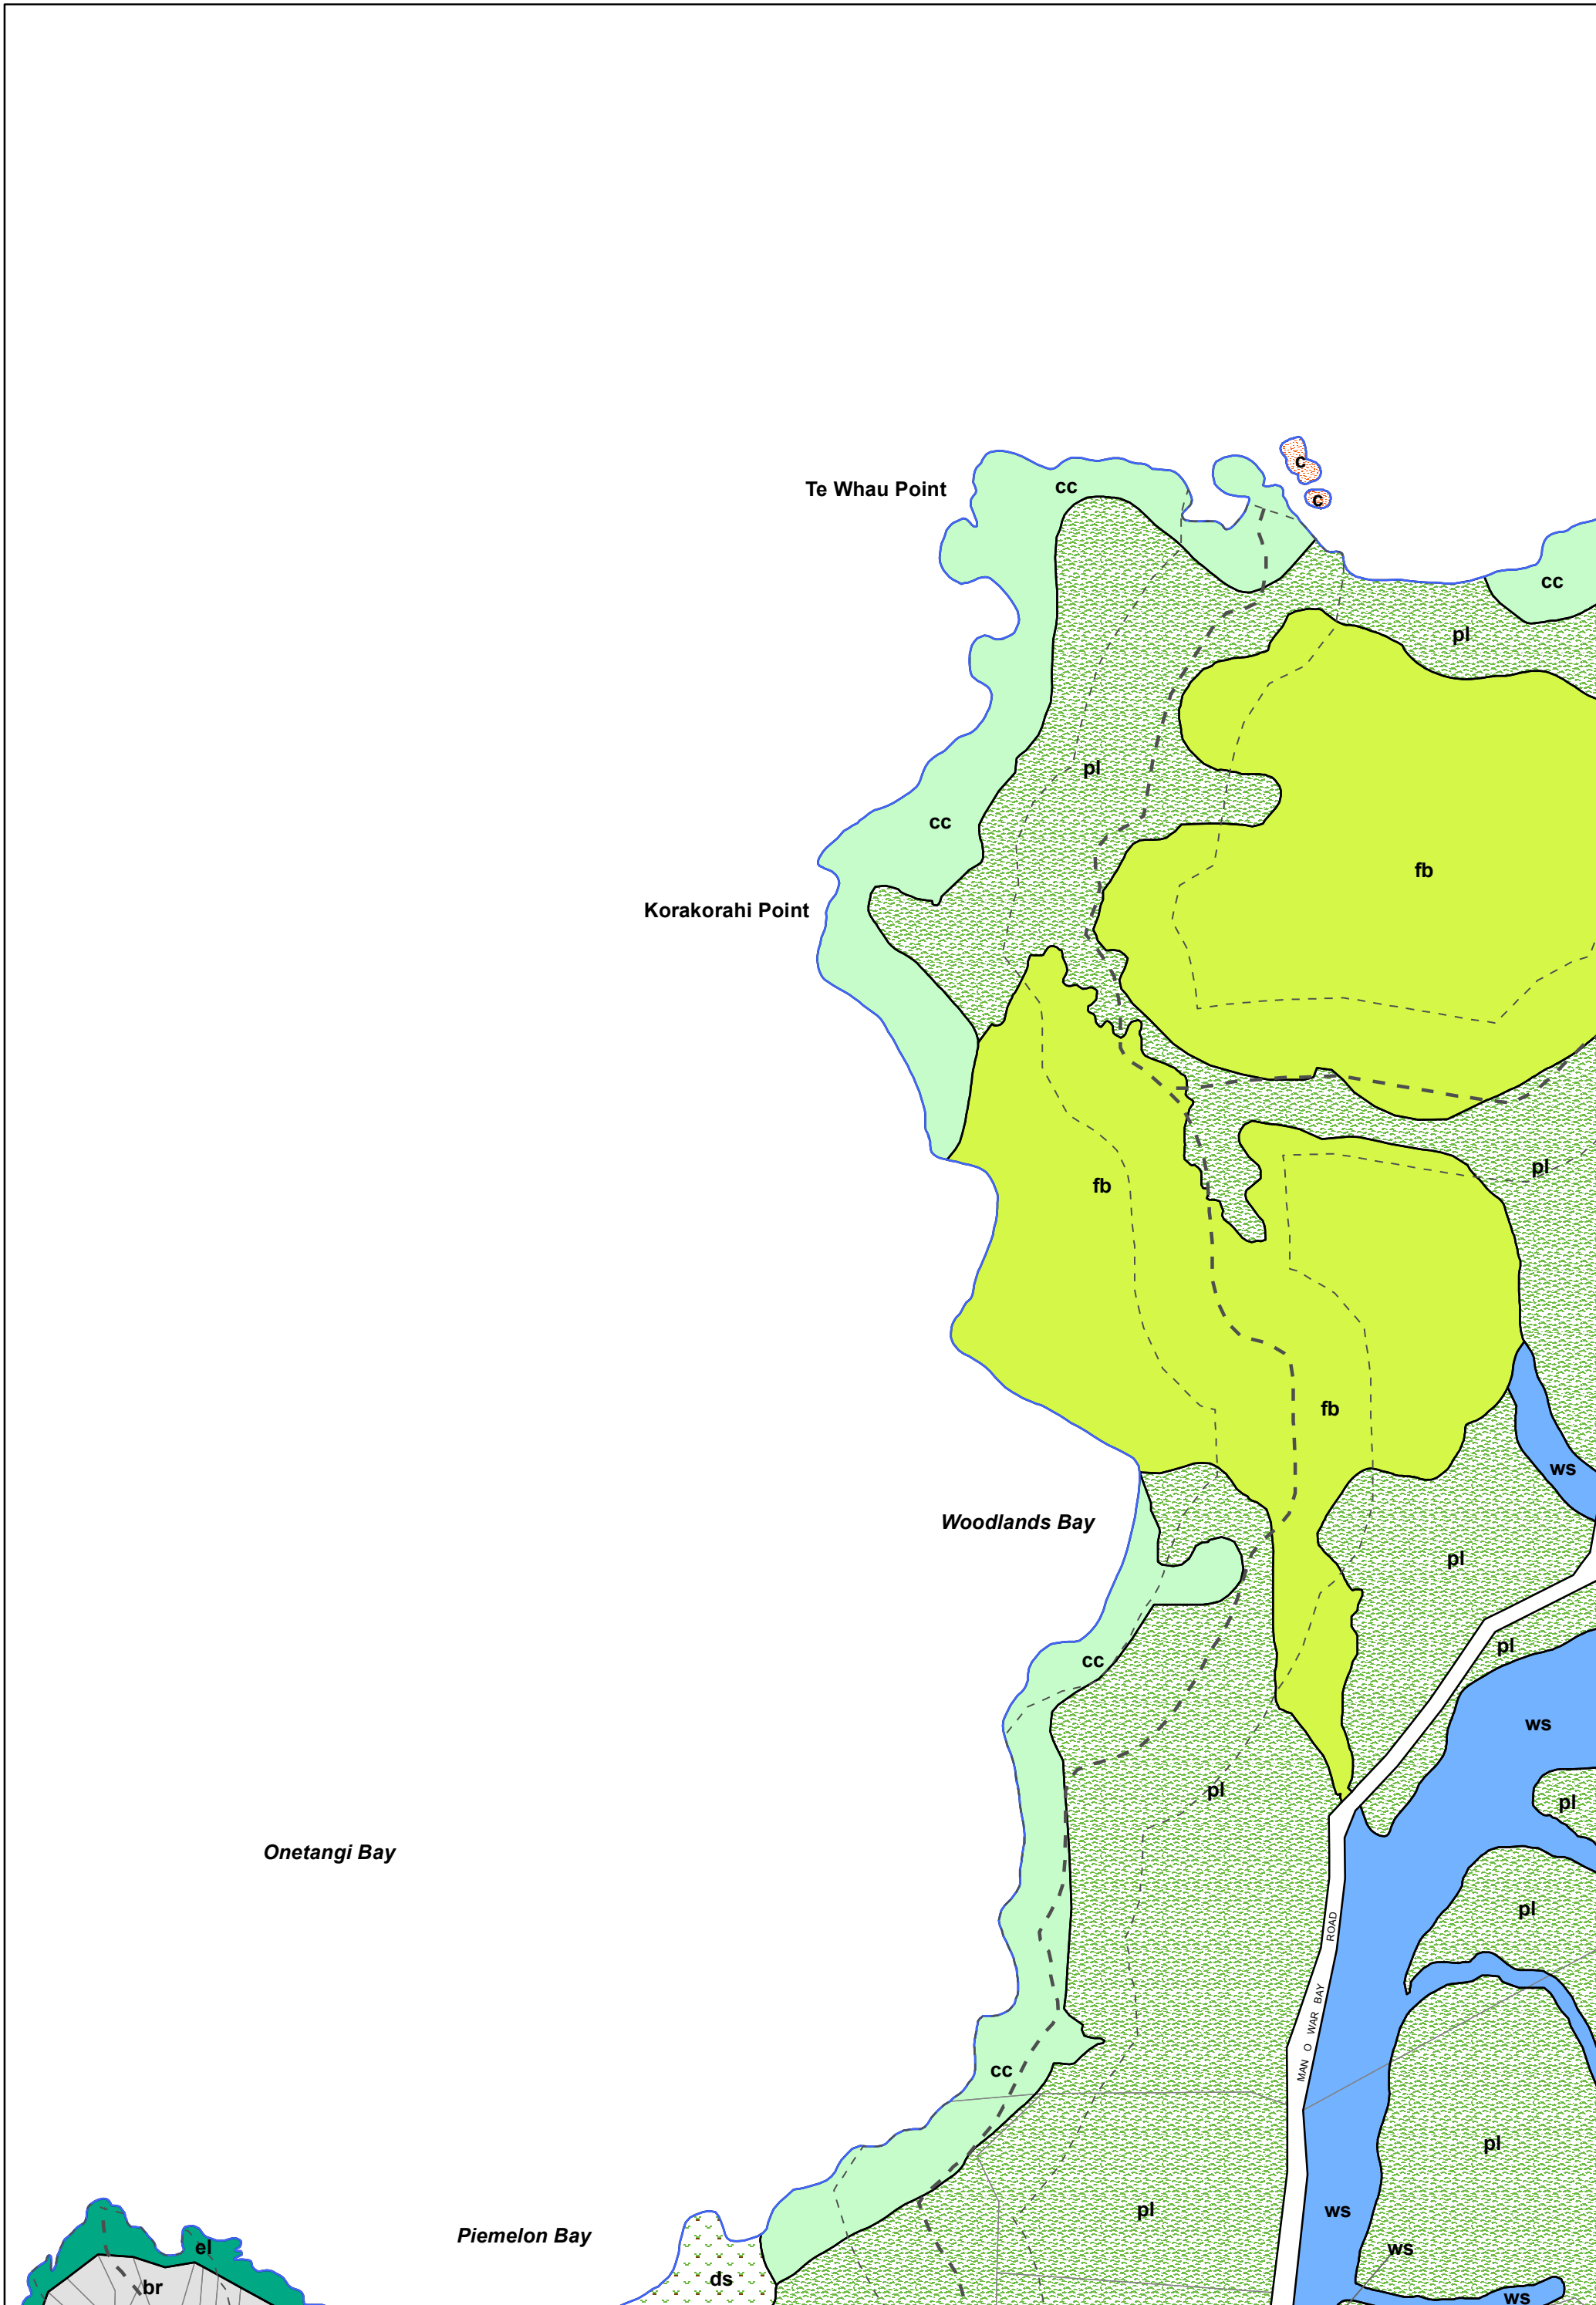 c
Te Whau Point
cc
c
cc
pl
pl
cc
fb
Korakorahi Point
pl
fb
fb
ws
Woodlands Bay
pl
pl
cc
ws
pl
pl
Onetangi Bay
pl
MAN O WAR BAY ROAD
cc
pl
pl
ws
Piemelon Bay
el
ws
ds
br
ws